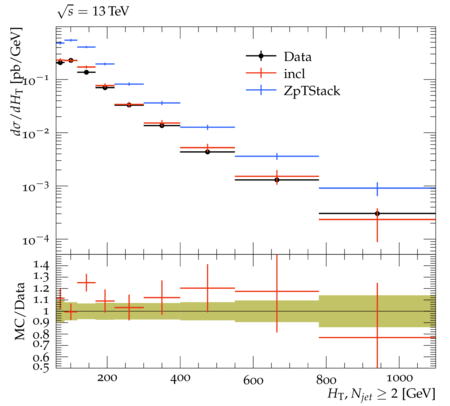 √s = 13 TeV
dσ/dH_T [pb/GeV]
10⁻¹
10⁻²
10⁻³
10⁻⁴
Data
incl
ZpTStack
MC/Data
1.4
1.3
1.2
1.1
1
0.9
0.8
0.7
0.6
0.5
200 400 600 800 1000
H_T, N_jet ≥ 2 [GeV]